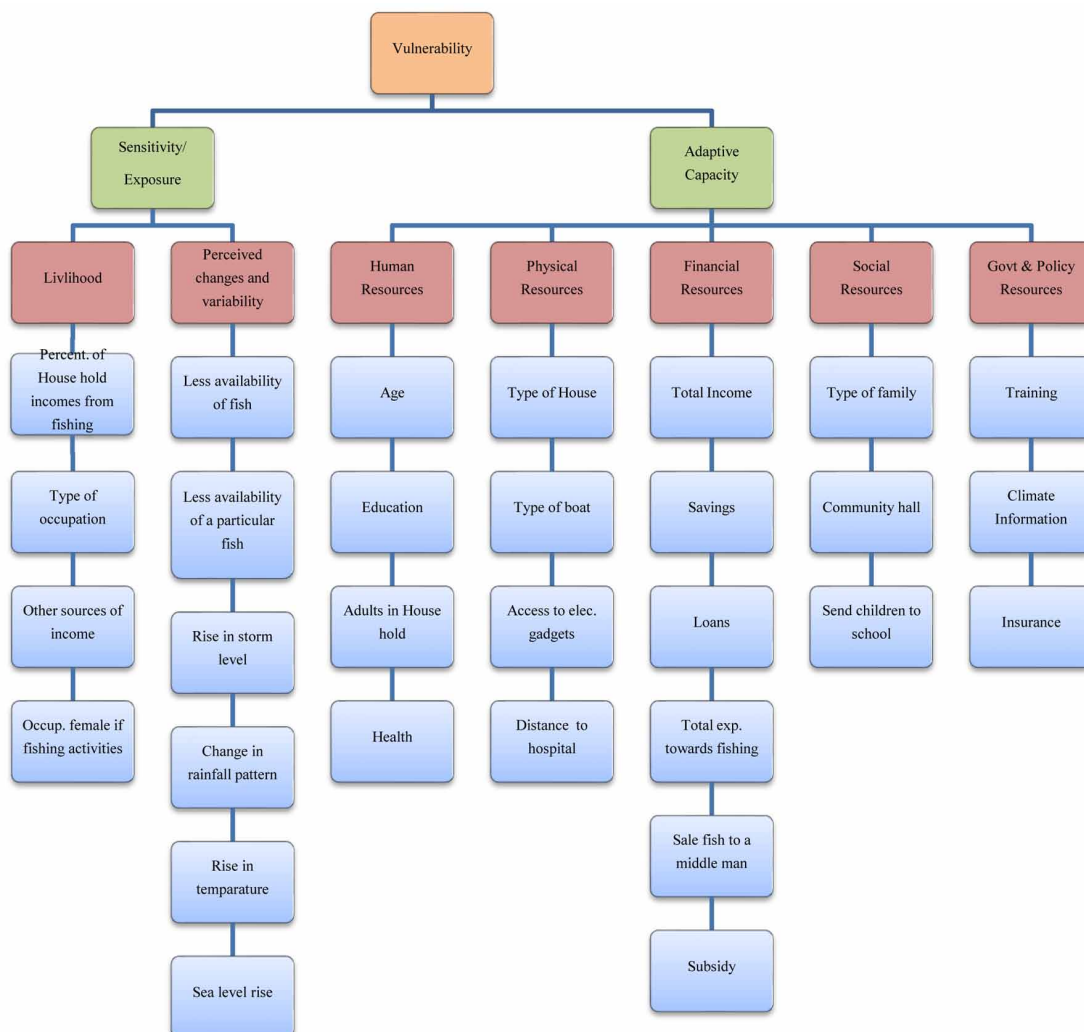 Vulnerability
Sensitivity/
Exposure
Adaptive
Capacity
Livlihood
Perceived
changes and
variability
Human
Resources
Physical
Resources
Financial
Resources
Social
Resources
Govt & Policy
Resources
Percent. of
House hold
incomes from
fishing
Less availability
of fish
Age
Type of House
Total Income
Type of family
Training
Type of
occupation
Less availability
of a particular
fish
Education
Type of boat
Savings
Community hall
Climate
Information
Other sources of
income
Rise in storm
level
Adults in House
hold
Access to elec.
gadgets
Loans
Send children to
school
Insurance
Occup. female if
fishing activities
Change in
rainfall pattern
Health
Distance to
hospital
Total exp.
towards fishing
Rise in
temparature
Sale fish to a
middle man
Sea level rise
Subsidy